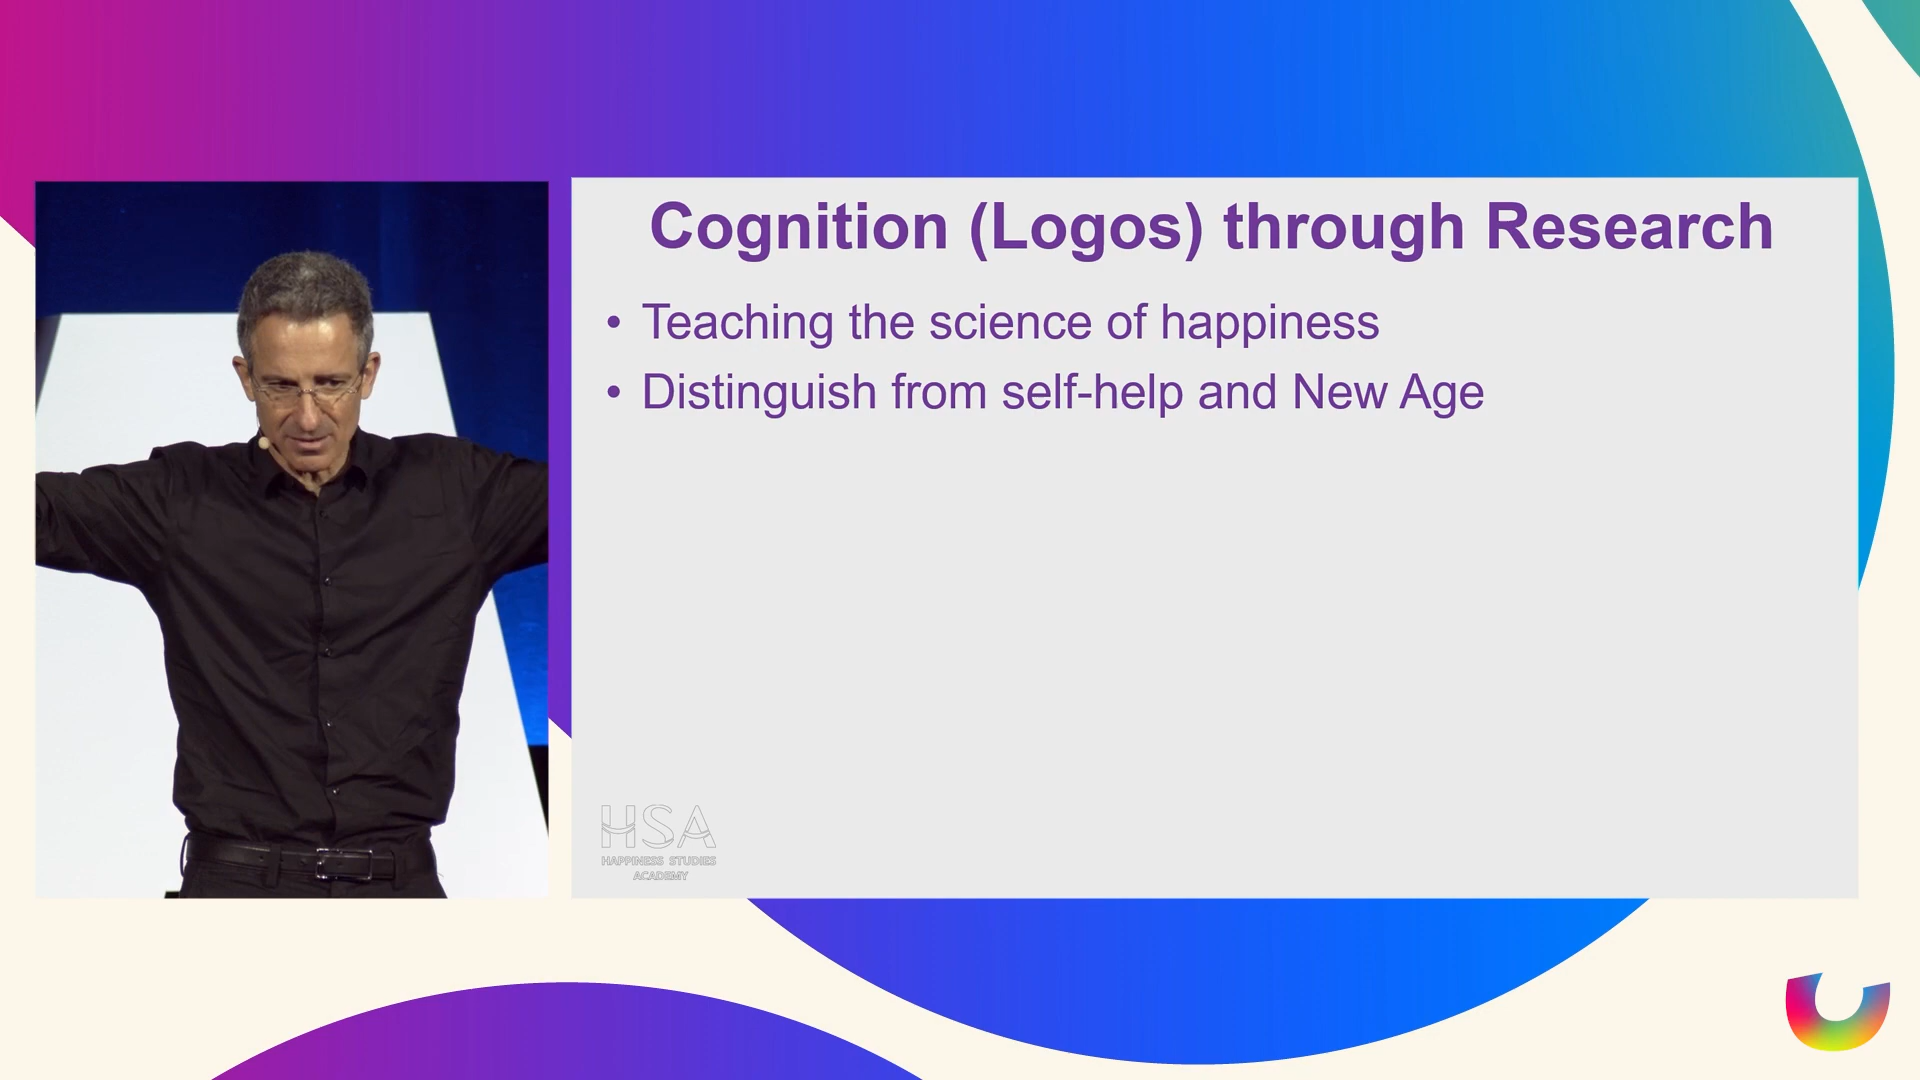 Cognition (Logos) through Research
• Teaching the science of happiness
• Distinguish from self-help and New Age
HSA
HAPPINESS STUDIES
ACADEMY